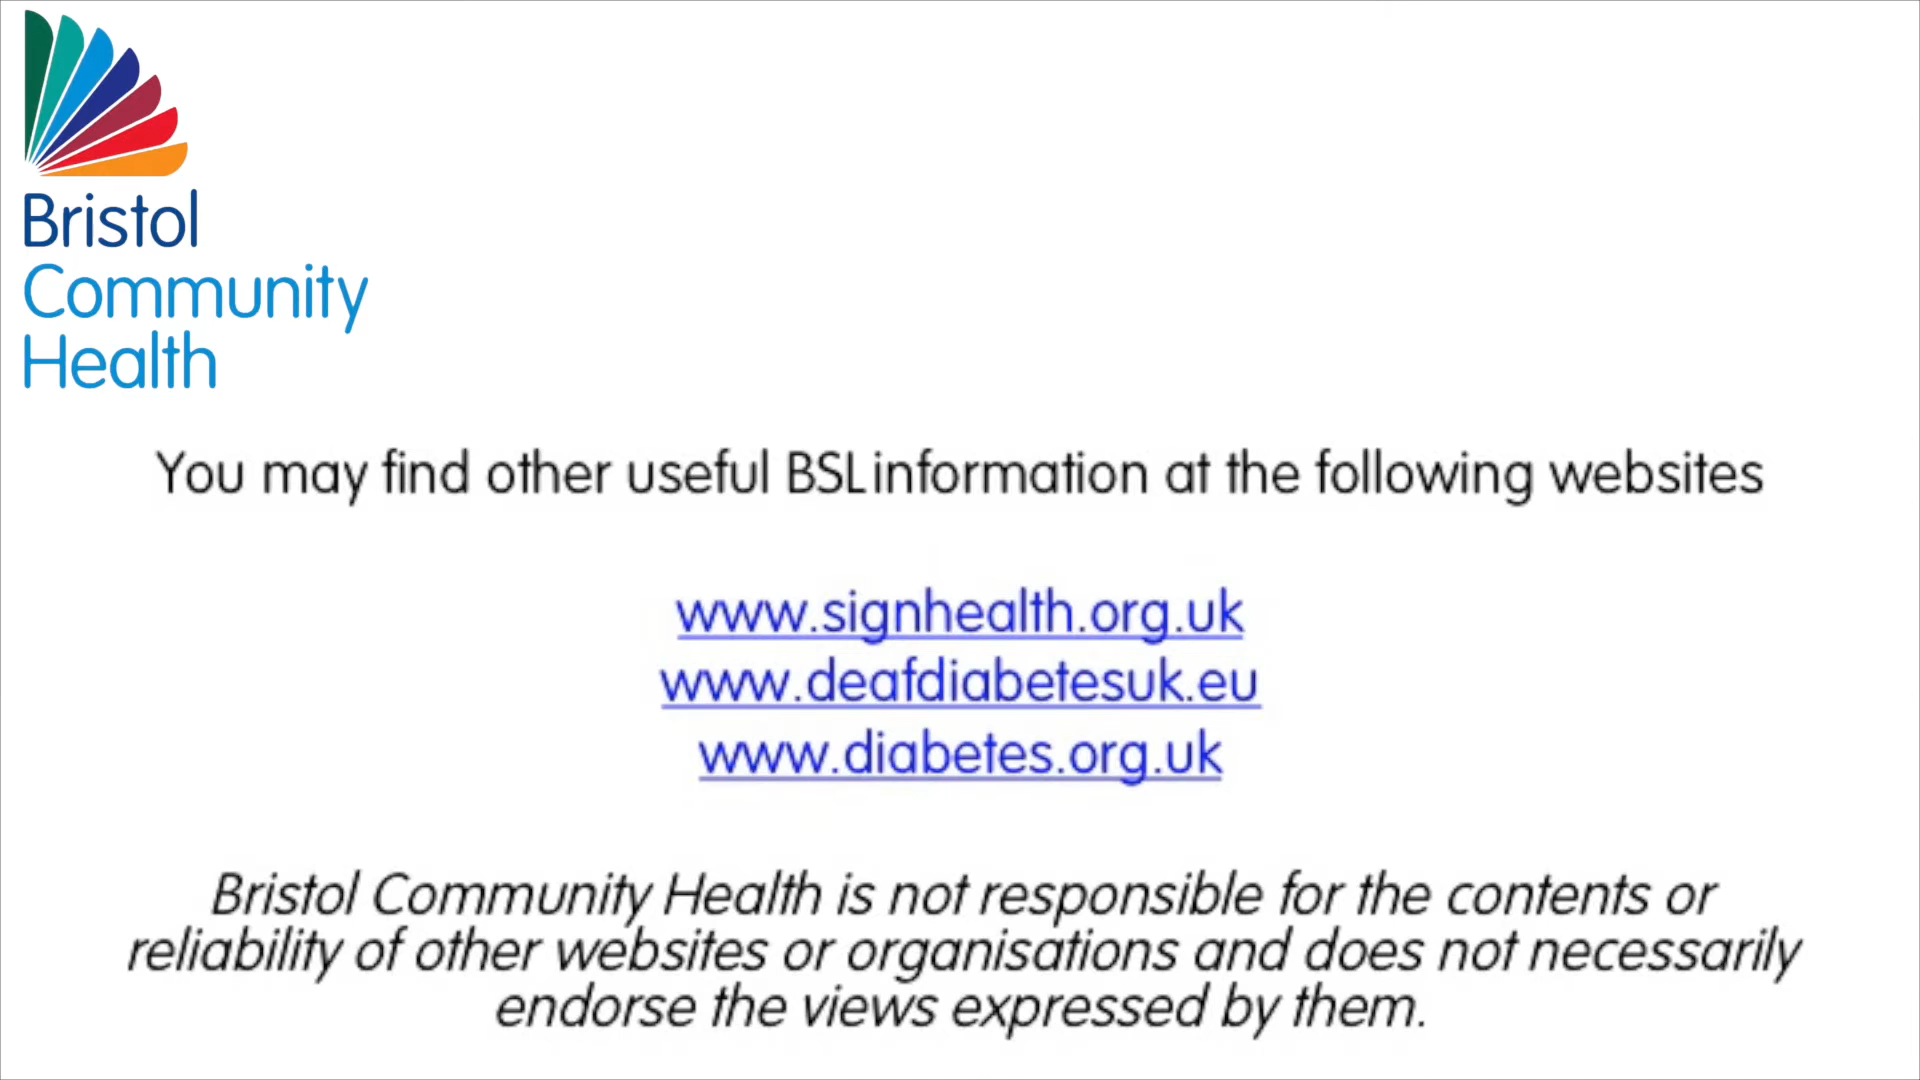 Bristol
Community
Health
You may find other useful BSL information at the following websites
www.signhealth.org.uk
www.deafdiabetesuk.eu
www.diabetes.org.uk
Bristol Community Health is not responsible for the contents or
reliability of other websites or organisations and does not necessarily
endorse the views expressed by them.